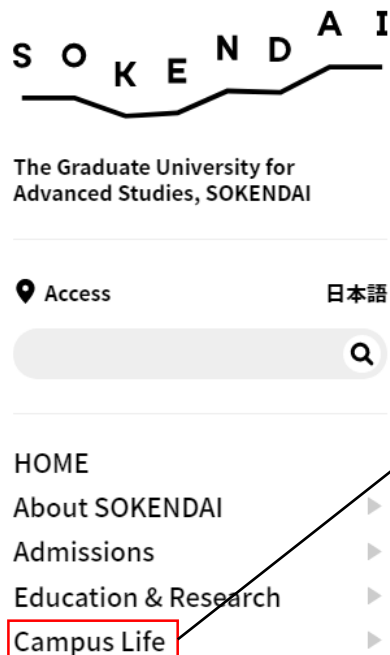 SOKENDAI
The Graduate University for
Advanced Studies, SOKENDAI
Access 日本語
HOME
About SOKENDAI
Admissions
Education & Research
Campus Life